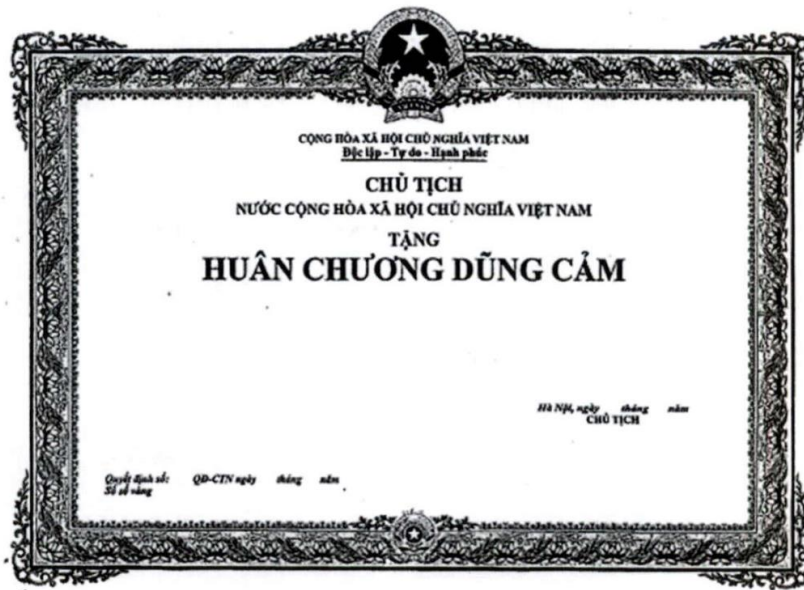 CỘNG HÒA XÃ HỘI CHỦ NGHĨA VIỆT NAM
Độc lập - Tự do - Hạnh phúc
CHỦ TỊCH
NƯỚC CỘNG HÒA XÃ HỘI CHỦ NGHĨA VIỆT NAM
TẶNG
HUÂN CHƯƠNG DŨNG CẢM
Hà Nội, ngày tháng năm
CHỦ TỊCH
Quyết định số: QĐ-CTN ngày tháng năm
Số sổ vàng